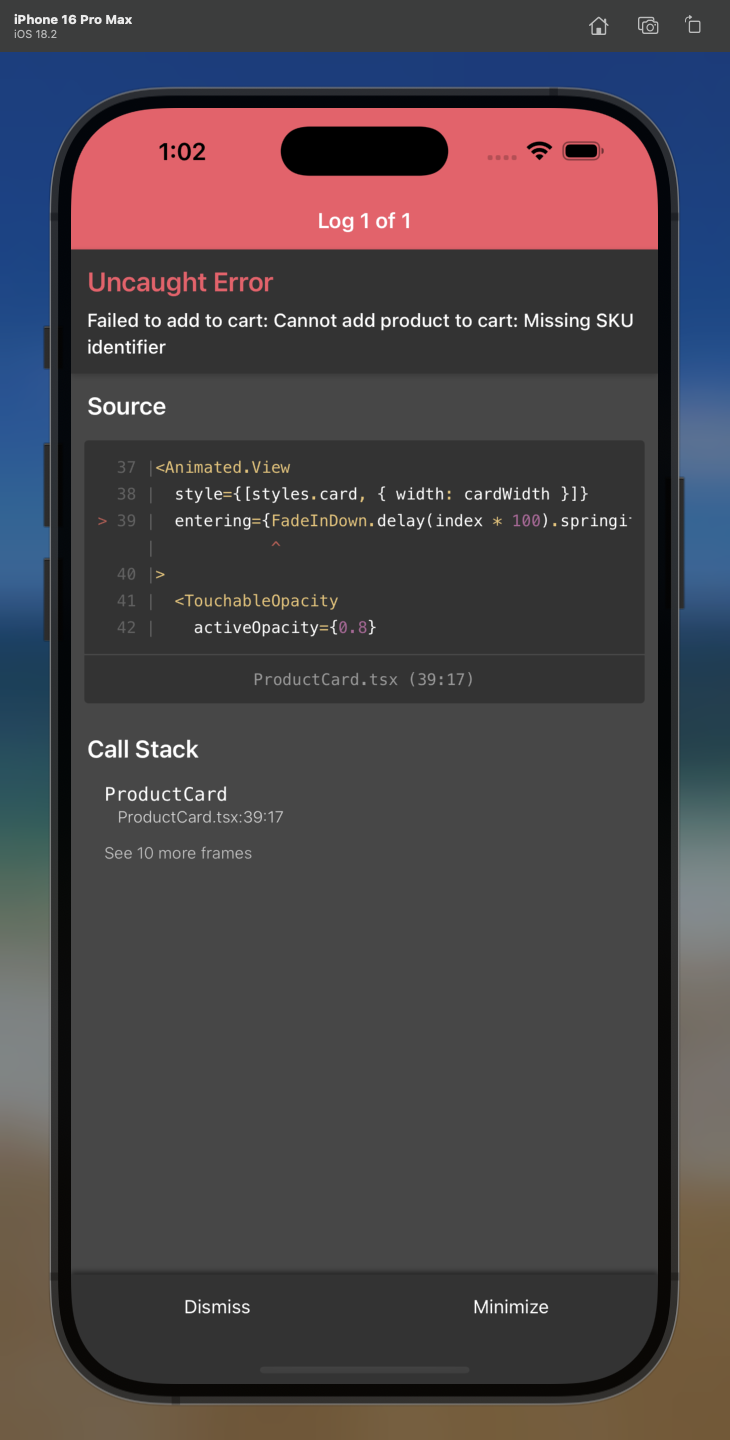 iPhone 16 Pro Max
iOS 18.2
1:02
Log 1 of 1
Uncaught Error
Failed to add to cart: Cannot add product to cart: Missing SKU
identifier
Source
37 |<Animated.View
38 |  style={[styles.card, { width: cardWidth }]}
> 39 |  entering={FadeInDown.delay(index * 100).springi
|            ^
40 |>
41 |  <TouchableOpacity
42 |    activeOpacity={0.8}
ProductCard.tsx (39:17)
Call Stack
ProductCard
ProductCard.tsx:39:17
See 10 more frames
Dismiss
Minimize